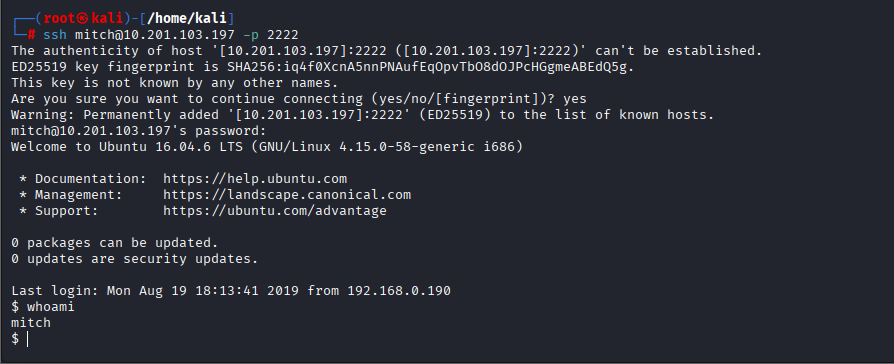 ┌──(root㉿kali)-[/home/kali]
└─# ssh mitch@10.201.103.197 -p 2222
The authenticity of host '[10.201.103.197]:2222 ([10.201.103.197]:2222)' can't be established.
ED25519 key fingerprint is SHA256:iq4f0XcnA5nnPNAufEqOpvTbO8dOJPcHGgmeABEdQ5g.
This key is not known by any other names.
Are you sure you want to continue connecting (yes/no/[fingerprint])? yes
Warning: Permanently added '[10.201.103.197]:2222' (ED25519) to the list of known hosts.
mitch@10.201.103.197's password:
Welcome to Ubuntu 16.04.6 LTS (GNU/Linux 4.15.0-58-generic i686)
* Documentation:  https://help.ubuntu.com
* Management:     https://landscape.canonical.com
* Support:        https://ubuntu.com/advantage
0 packages can be updated.
0 updates are security updates.
Last login: Mon Aug 19 18:13:41 2019 from 192.168.0.190
$ whoami
mitch
$